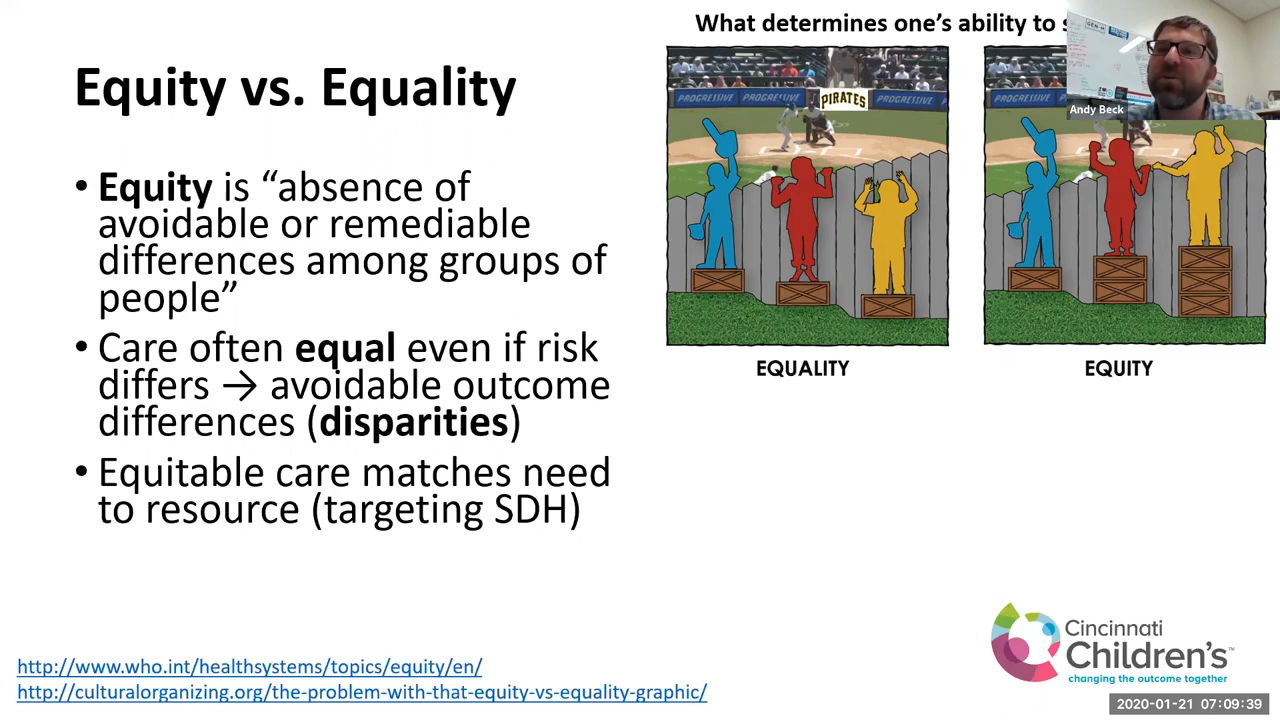 What determines one's ability to
Equity vs. Equality
• Equity is “absence of
avoidable or remediable
differences among groups of
people”
• Care often equal even if risk
differs → avoidable outcome
differences (disparities)
• Equitable care matches need
to resource (targeting SDH)
PROGRESSIVE PROGRESSIVE PIRATES PROGRESSIVE
PROGRESSIVE
Andy Beck
EQUALITY
EQUITY
http://www.who.int/healthsystems/topics/equity/en/
http://culturalorganizing.org/the-problem-with-that-equity-vs-equality-graphic/
Cincinnati
Children's™
changing the outcome together
2020-01-21 07:09:39